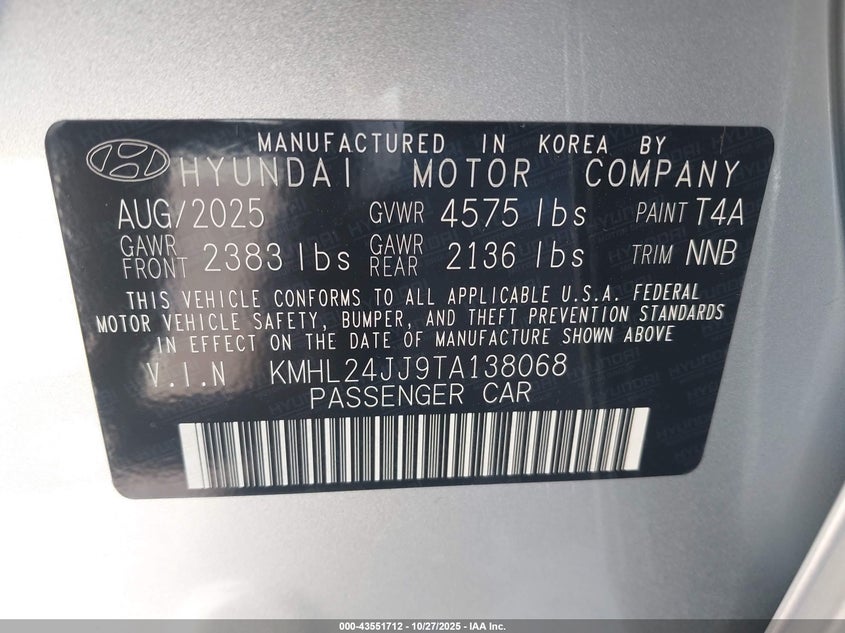 MANUFACTURED IN KOREA BY
HYUNDAI MOTOR COMPANY
AUG/2025 GVWR 4575 lbs PAINT T4A
GAWR FRONT 2383 lbs GAWR REAR 2136 lbs TRIM NNB
THIS VEHICLE CONFORMS TO ALL APPLICABLE U.S.A. FEDERAL
MOTOR VEHICLE SAFETY, BUMPER, AND THEFT PREVENTION STANDARDS
IN EFFECT ON THE DATE OF MANUFACTURE SHOWN ABOVE
V.I.N KMHL24JJ9TA138068
PASSENGER CAR
000-43551712 - 10/27/2025 - IAA Inc.